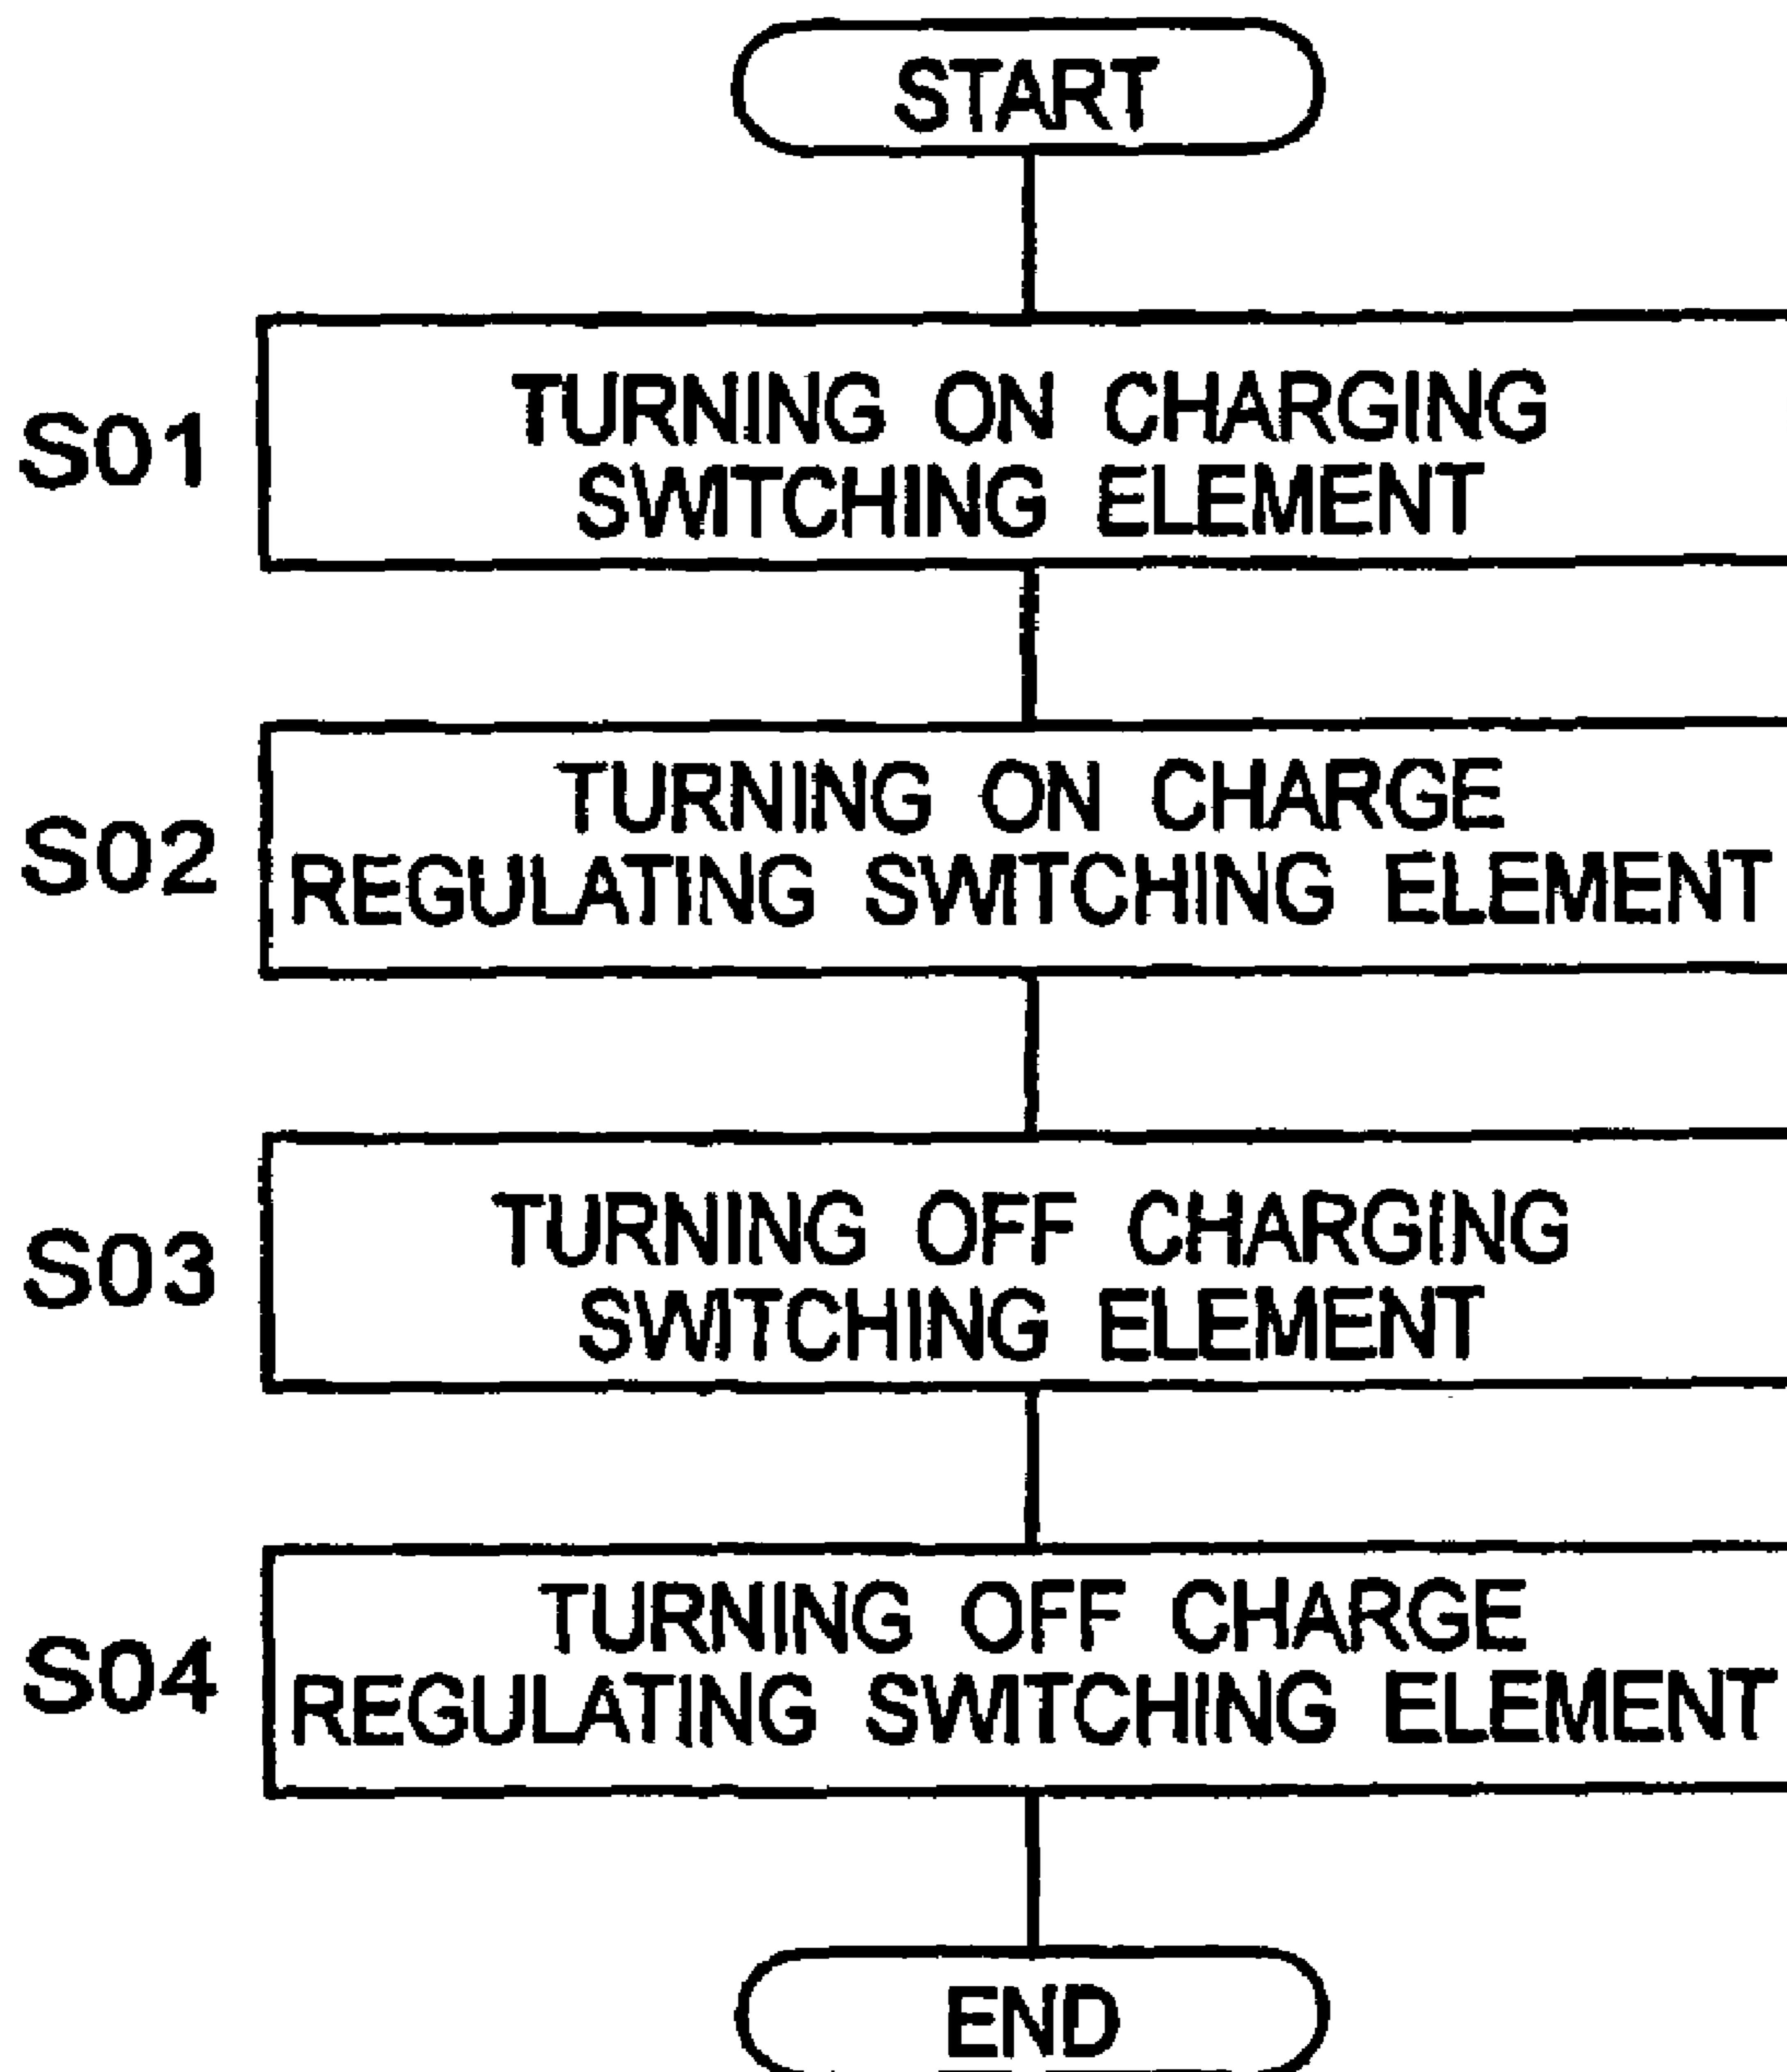 START
S01
TURNING ON CHARGING
SWITCHING ELEMENT
S02
TURNING ON CHARGE
REGULATING SWITCHING ELEMENT
S03
TURNING OFF CHARGING
SWITCHING ELEMENT
S04
TURNING OFF CHARGE
REGULATING SWITCHING ELEMENT
END